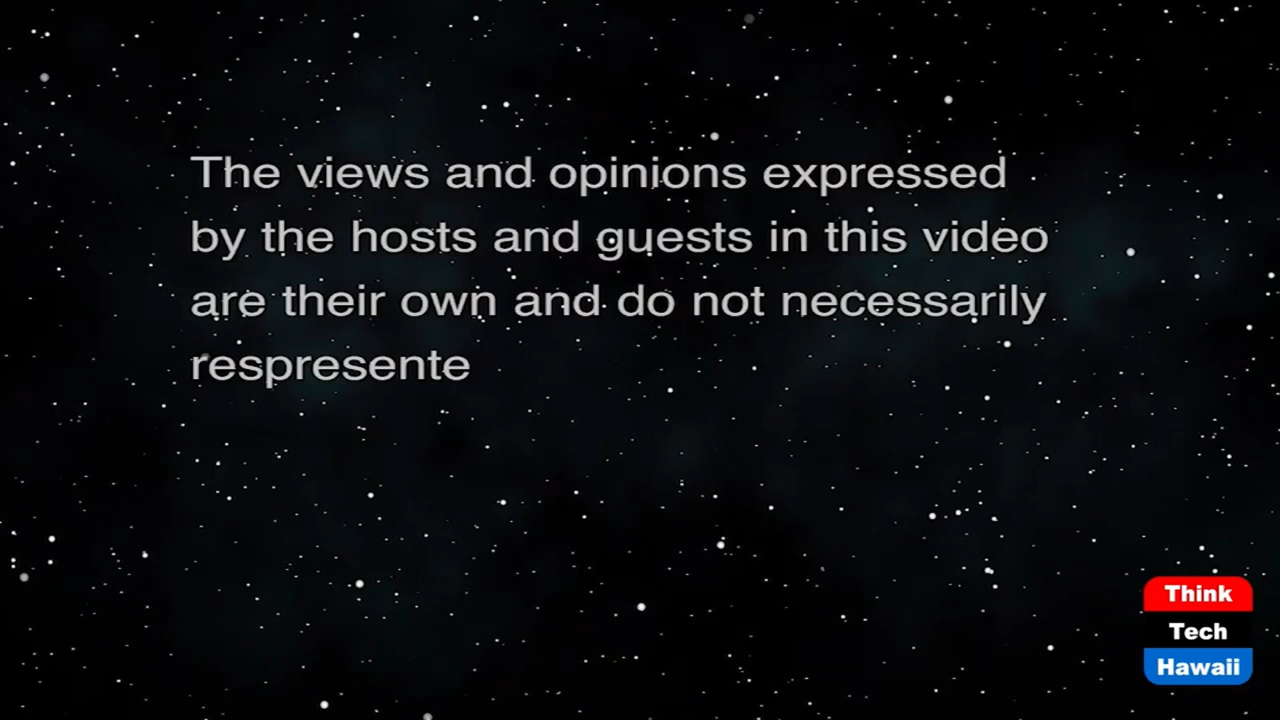 The views and opinions expressed
by the hosts and guests in this video
are their own and do not necessarily
respresente
Think
Tech
Hawaii